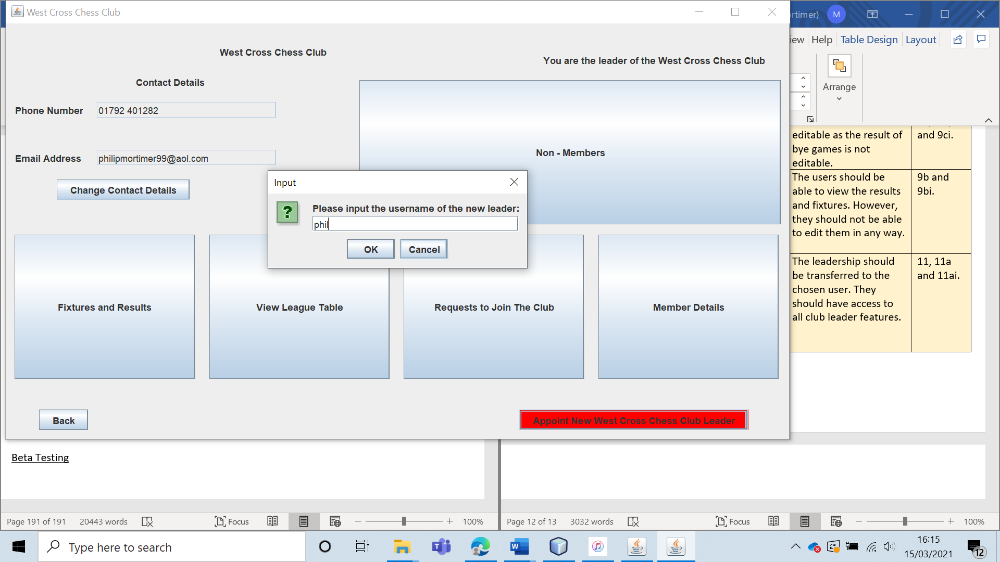 West Cross Chess Club
West Cross Chess Club
You are the leader of the West Cross Chess Club
Contact Details
Phone Number
01792 401282
Email Address
philipmortimer99@aol.com
Change Contact Details
Non - Members
Input
Please input the username of the new leader:
phil
OK
Cancel
Fixtures and Results
View League Table
Requests to Join The Club
Member Details
Back
Appoint New West Cross Chess Club Leader
M
Help
Table Design
Layout
Arrange
editable as the result of
bye games is not
editable.
and 9ci.
The users should be
able to view the results
and fixtures. However,
they should not be able
to edit them in any way.
9b and
9bi.
The leadership should
be transferred to the
chosen user. They
should have access to
all club leader features.
11, 11a
and 11ai.
Beta Testing
Page 191 of 191
20443 words
Focus
100%
Page 12 of 13
3032 words
Focus
100%
Type here to search
16:15
15/03/2021
12